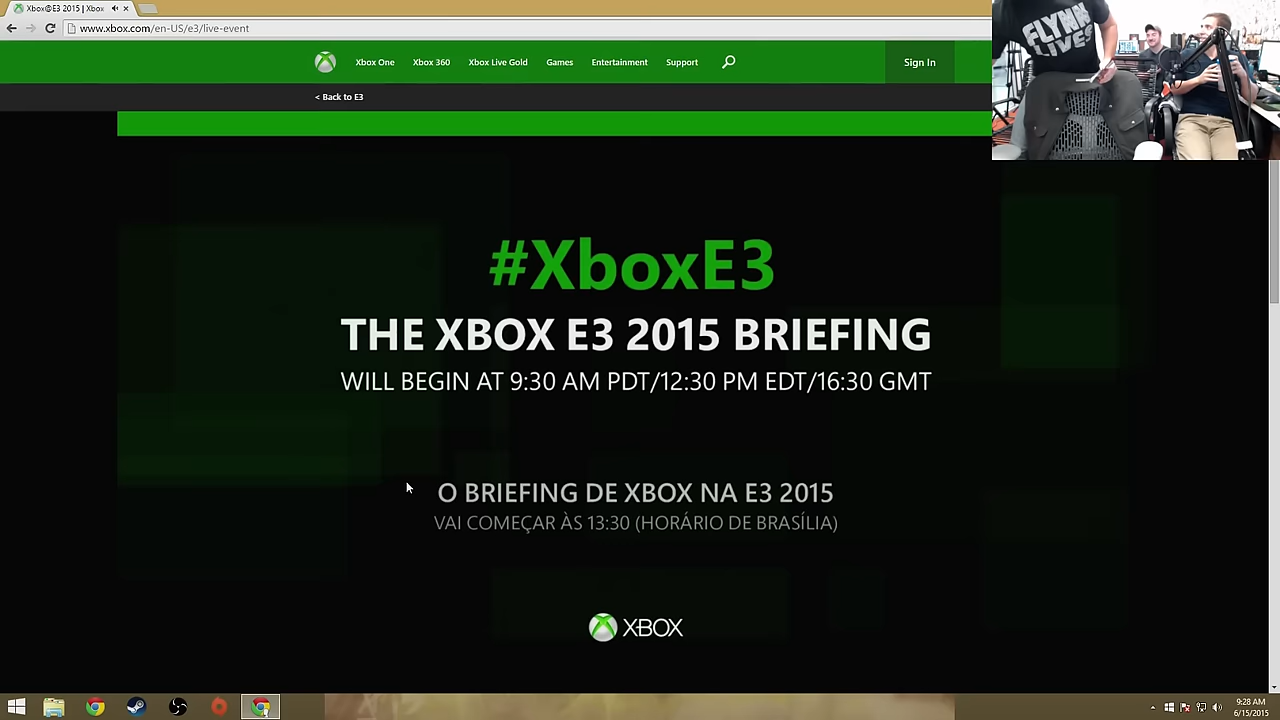 Xbox@E3 2015 | Xbox
www.xbox.com/en-US/e3/live-event
Xbox One Xbox 360 Xbox Live Gold Games Entertainment Support Sign In
< Back to E3
FLYNN
LIVES
#XboxE3
THE XBOX E3 2015 BRIEFING
WILL BEGIN AT 9:30 AM PDT/12:30 PM EDT/16:30 GMT
O BRIEFING DE XBOX NA E3 2015
VAI COMEÇAR ÀS 13:30 (HORÁRIO DE BRASÍLIA)
XBOX
9:28 AM
6/15/2015